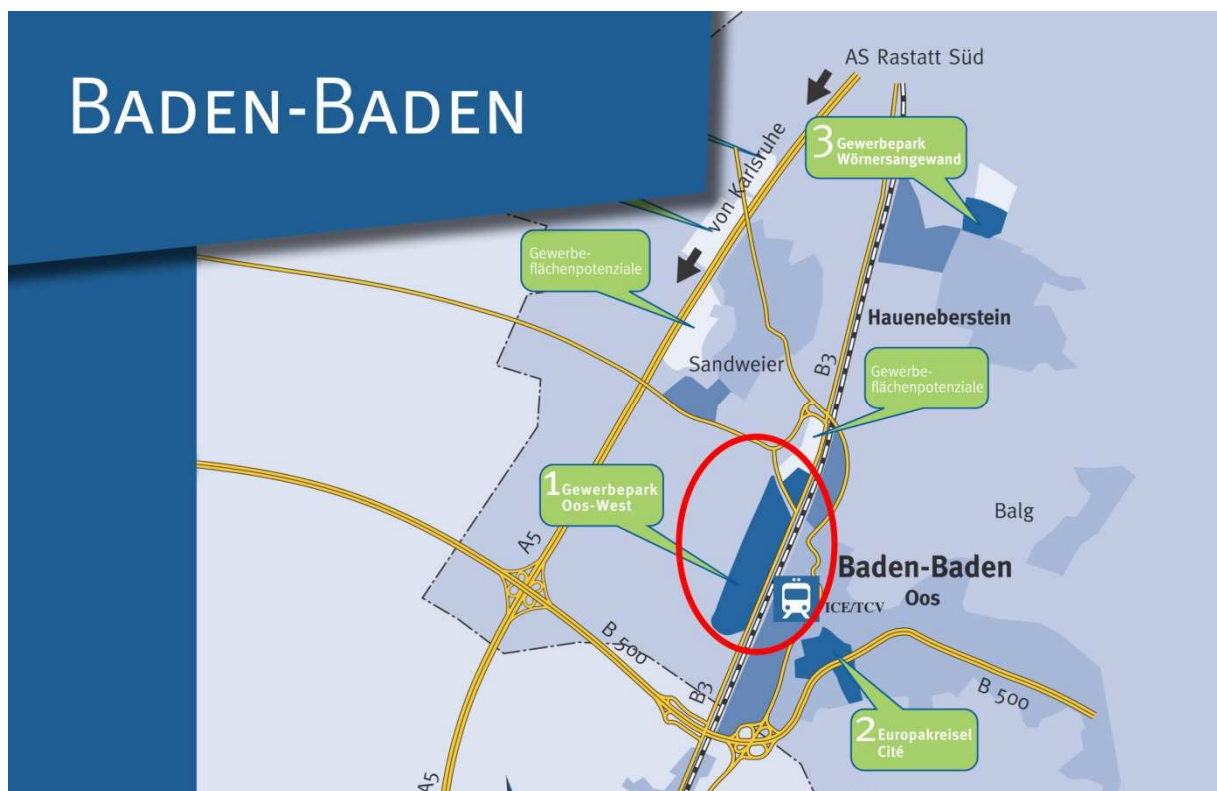 BADEN-BADEN
AS Rastatt Süd
von Karlsruhe
3 Gewerbepark
Wörnersangewand
Gewerbe-
flächenpotenziale
Haueneberstein
Sandweier
B3
Gewerbe-
flächenpotenziale
1 Gewerbepark
Oos-West
A5
Balg
Baden-Baden
Oos
ICE/TCV
B 500
B3
B 500
2 Europakreisel
Cité
A5